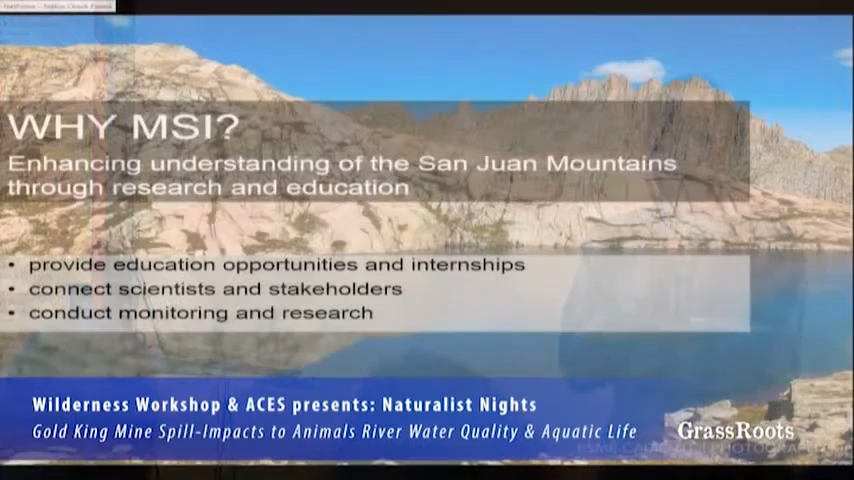 WHY MSI?
Enhancing understanding of the San Juan Mountains
through research and education
• provide education opportunities and internships
• connect scientists and stakeholders
• conduct monitoring and research
Wilderness Workshop & ACES presents: Naturalist Nights
Gold King Mine Spill-Impacts to Animals River Water Quality & Aquatic Life
GrassRoots